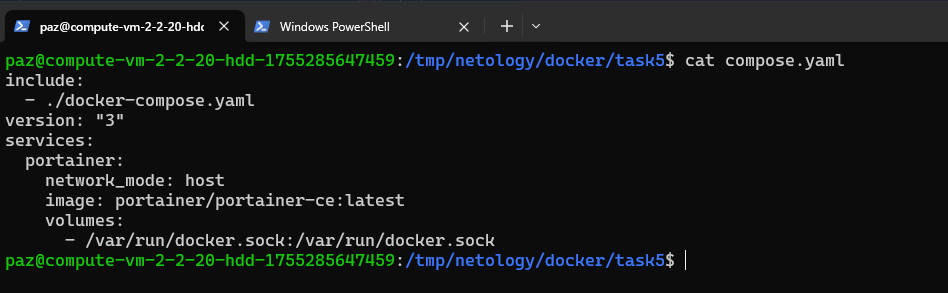 paz@compute-vm-2-2-20-hdd Windows PowerShell
paz@compute-vm-2-2-20-hdd-1755285647459:/tmp/netology/docker/task5$ cat compose.yaml
include:
  - ./docker-compose.yaml
version: "3"
services:
  portainer:
    network_mode: host
    image: portainer/portainer-ce:latest
    volumes:
      - /var/run/docker.sock:/var/run/docker.sock
paz@compute-vm-2-2-20-hdd-1755285647459:/tmp/netology/docker/task5$